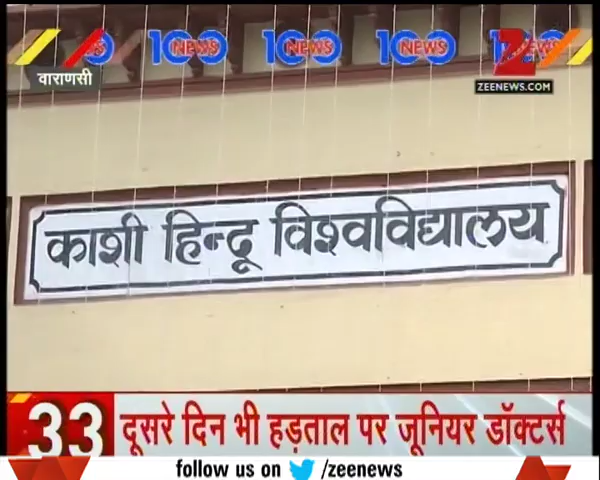 100 NEWS 100 NEWS 100 NEWS
वाराणसी
ZEENEWS.COM
काशी हिन्दू विश्वविद्यालय
33 दूसरे दिन भी हड़ताल पर जूनियर डॉक्टर्स
follow us on /zeenews